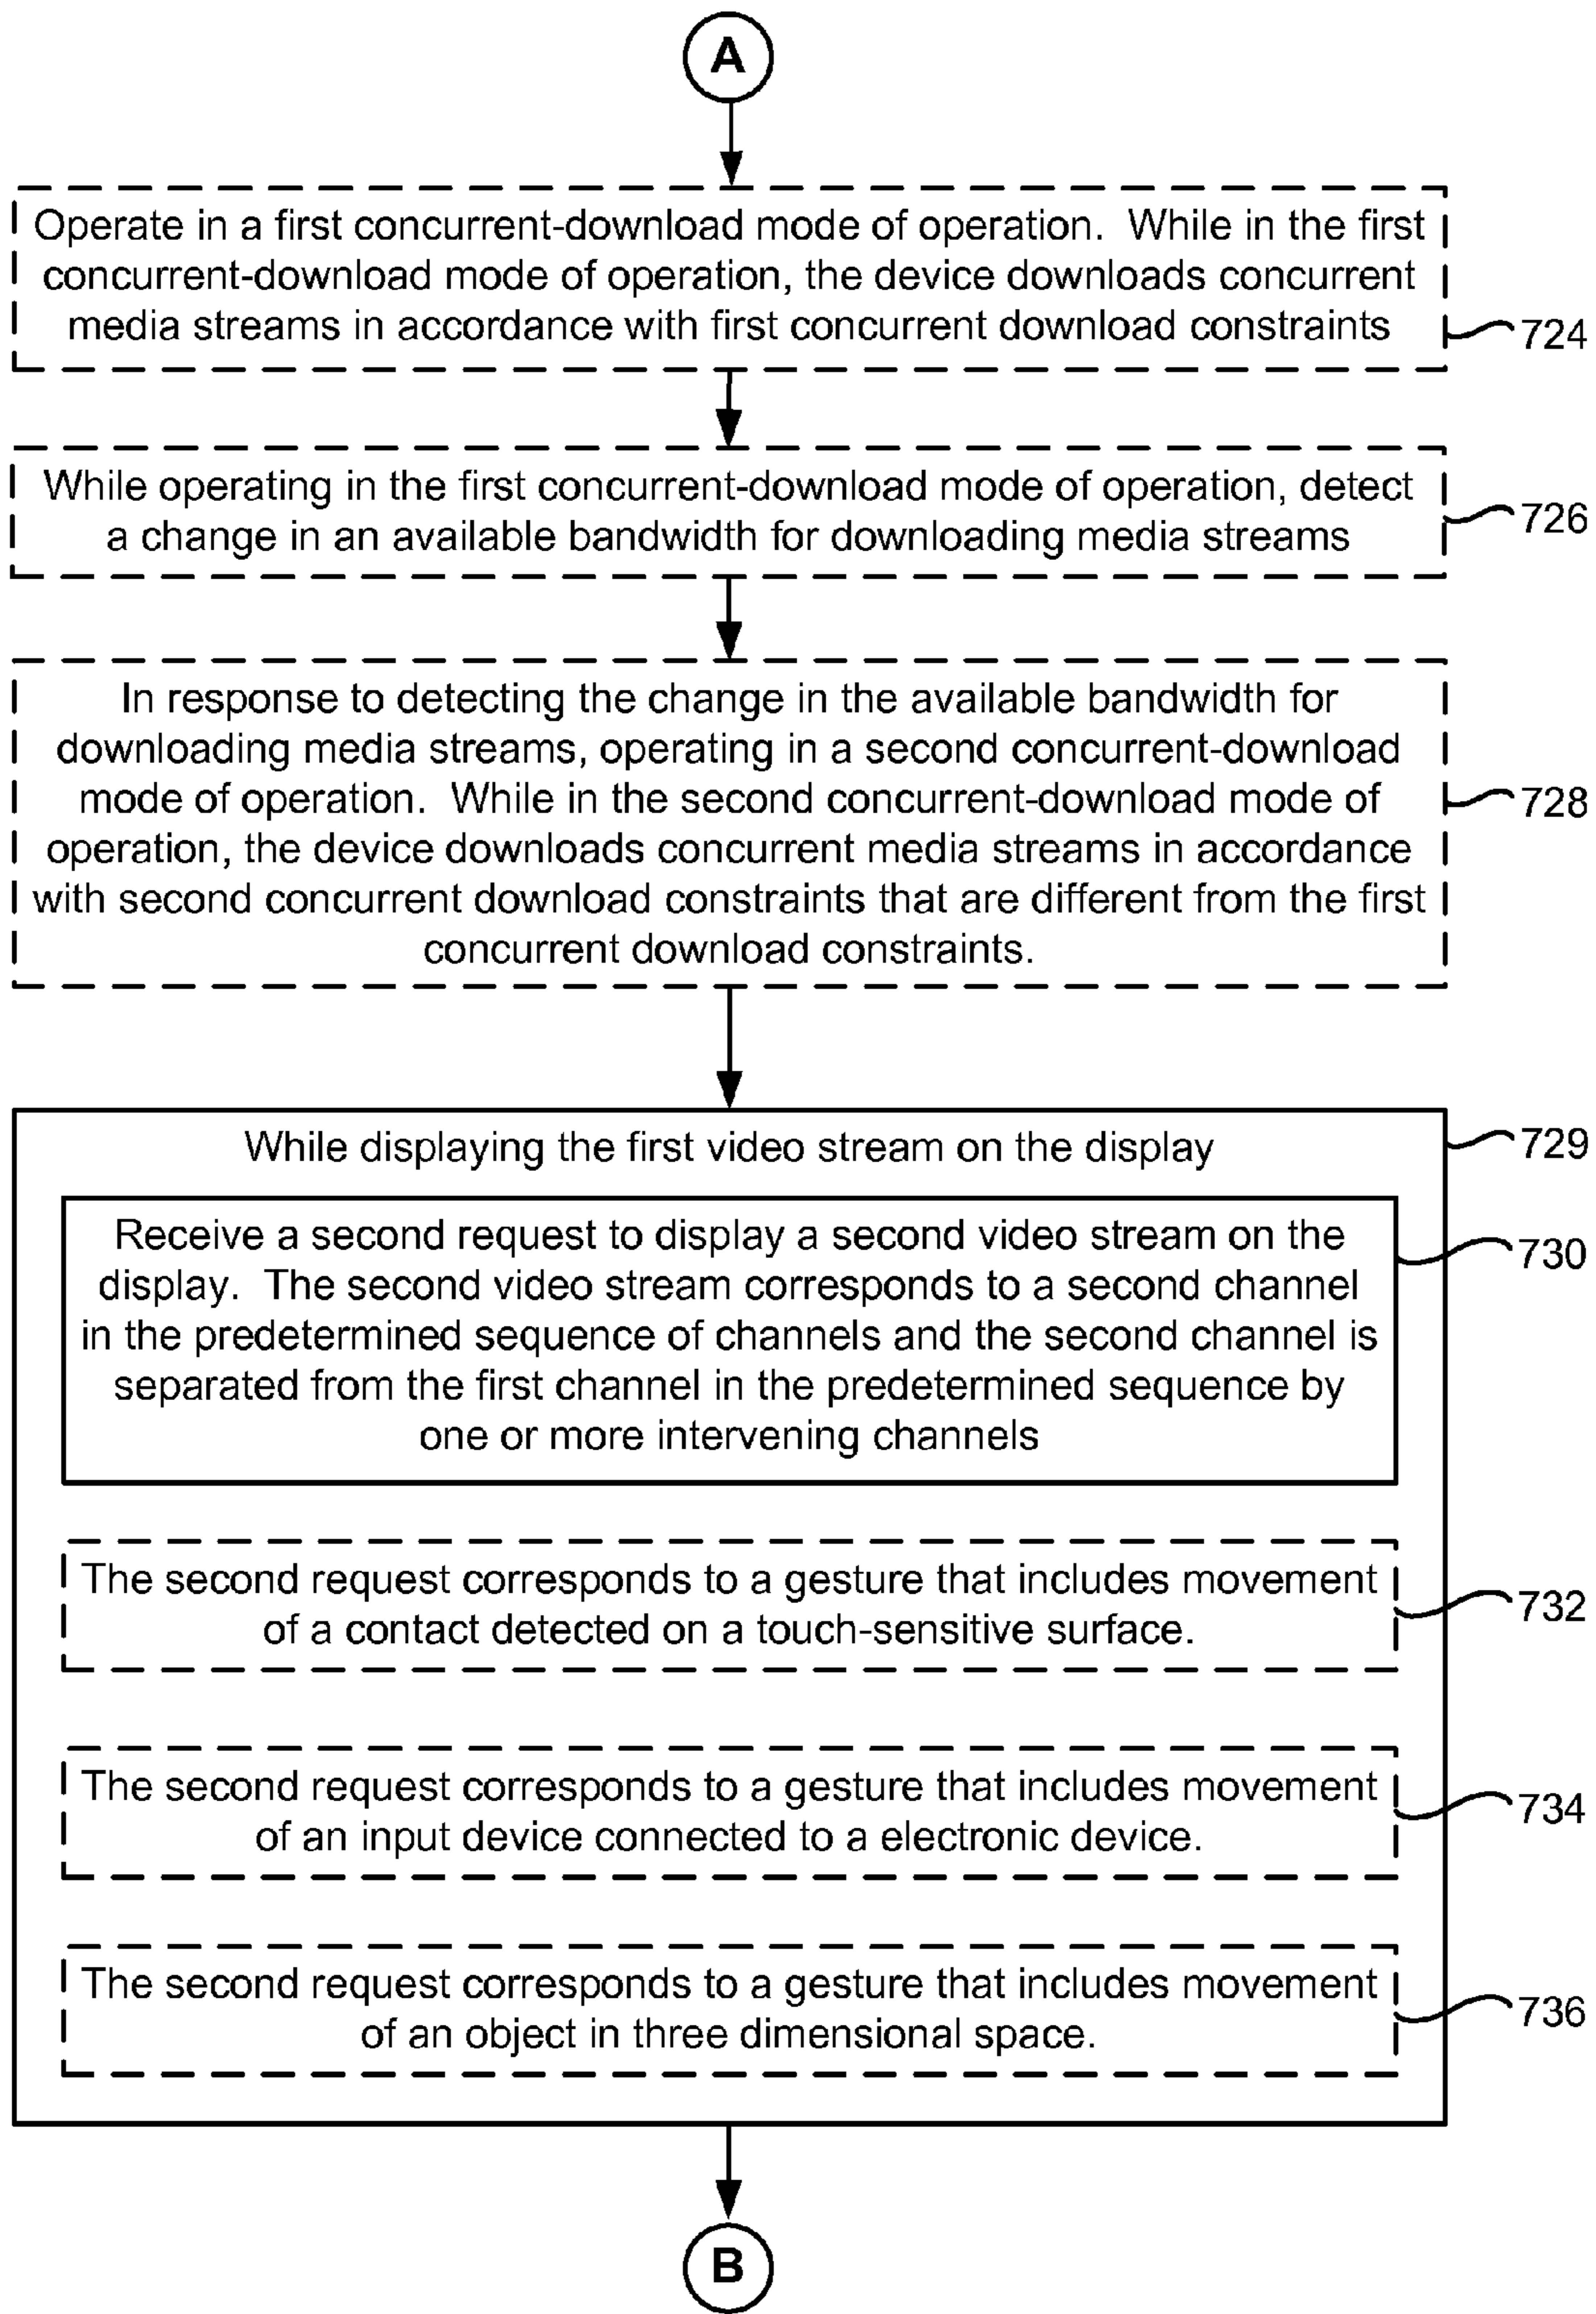 A
Operate in a first concurrent-download mode of operation.  While in the first
concurrent-download mode of operation, the device downloads concurrent
media streams in accordance with first concurrent download constraints
724
While operating in the first concurrent-download mode of operation, detect
a change in an available bandwidth for downloading media streams
726
In response to detecting the change in the available bandwidth for
downloading media streams, operating in a second concurrent-download
mode of operation.  While in the second concurrent-download mode of
operation, the device downloads concurrent media streams in accordance
with second concurrent download constraints that are different from the first
concurrent download constraints.
728
While displaying the first video stream on the display
729
Receive a second request to display a second video stream on the
display.  The second video stream corresponds to a second channel
in the predetermined sequence of channels and the second channel is
separated from the first channel in the predetermined sequence by
one or more intervening channels
730
The second request corresponds to a gesture that includes movement
of a contact detected on a touch-sensitive surface.
732
The second request corresponds to a gesture that includes movement
of an input device connected to a electronic device.
734
The second request corresponds to a gesture that includes movement
of an object in three dimensional space.
736
B